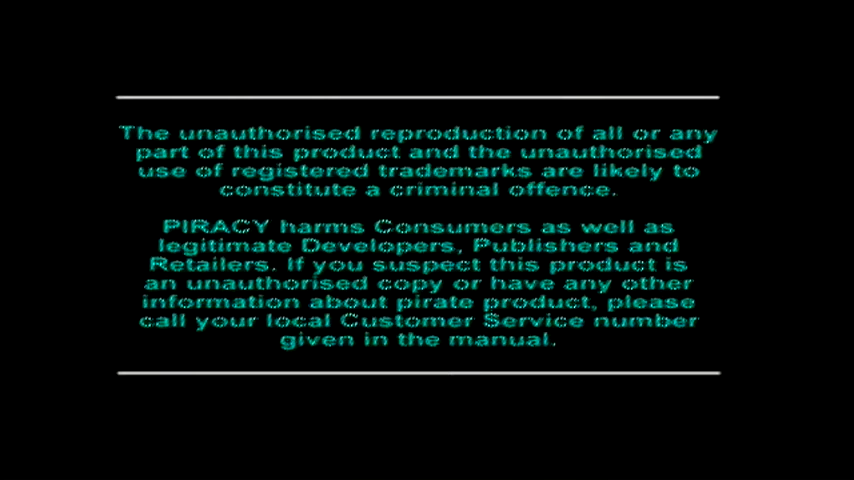 The unauthorised reproduction of all or any
part of this product and the unauthorised
use of registered trademarks are likely to
constitute a criminal offence.
PIRACY harms Consumers as well as
legitimate Developers, Publishers and
Retailers. If you suspect this product is
an unauthorised copy or have any other
information about pirate product, please
call your local Customer Service number
given in the manual.